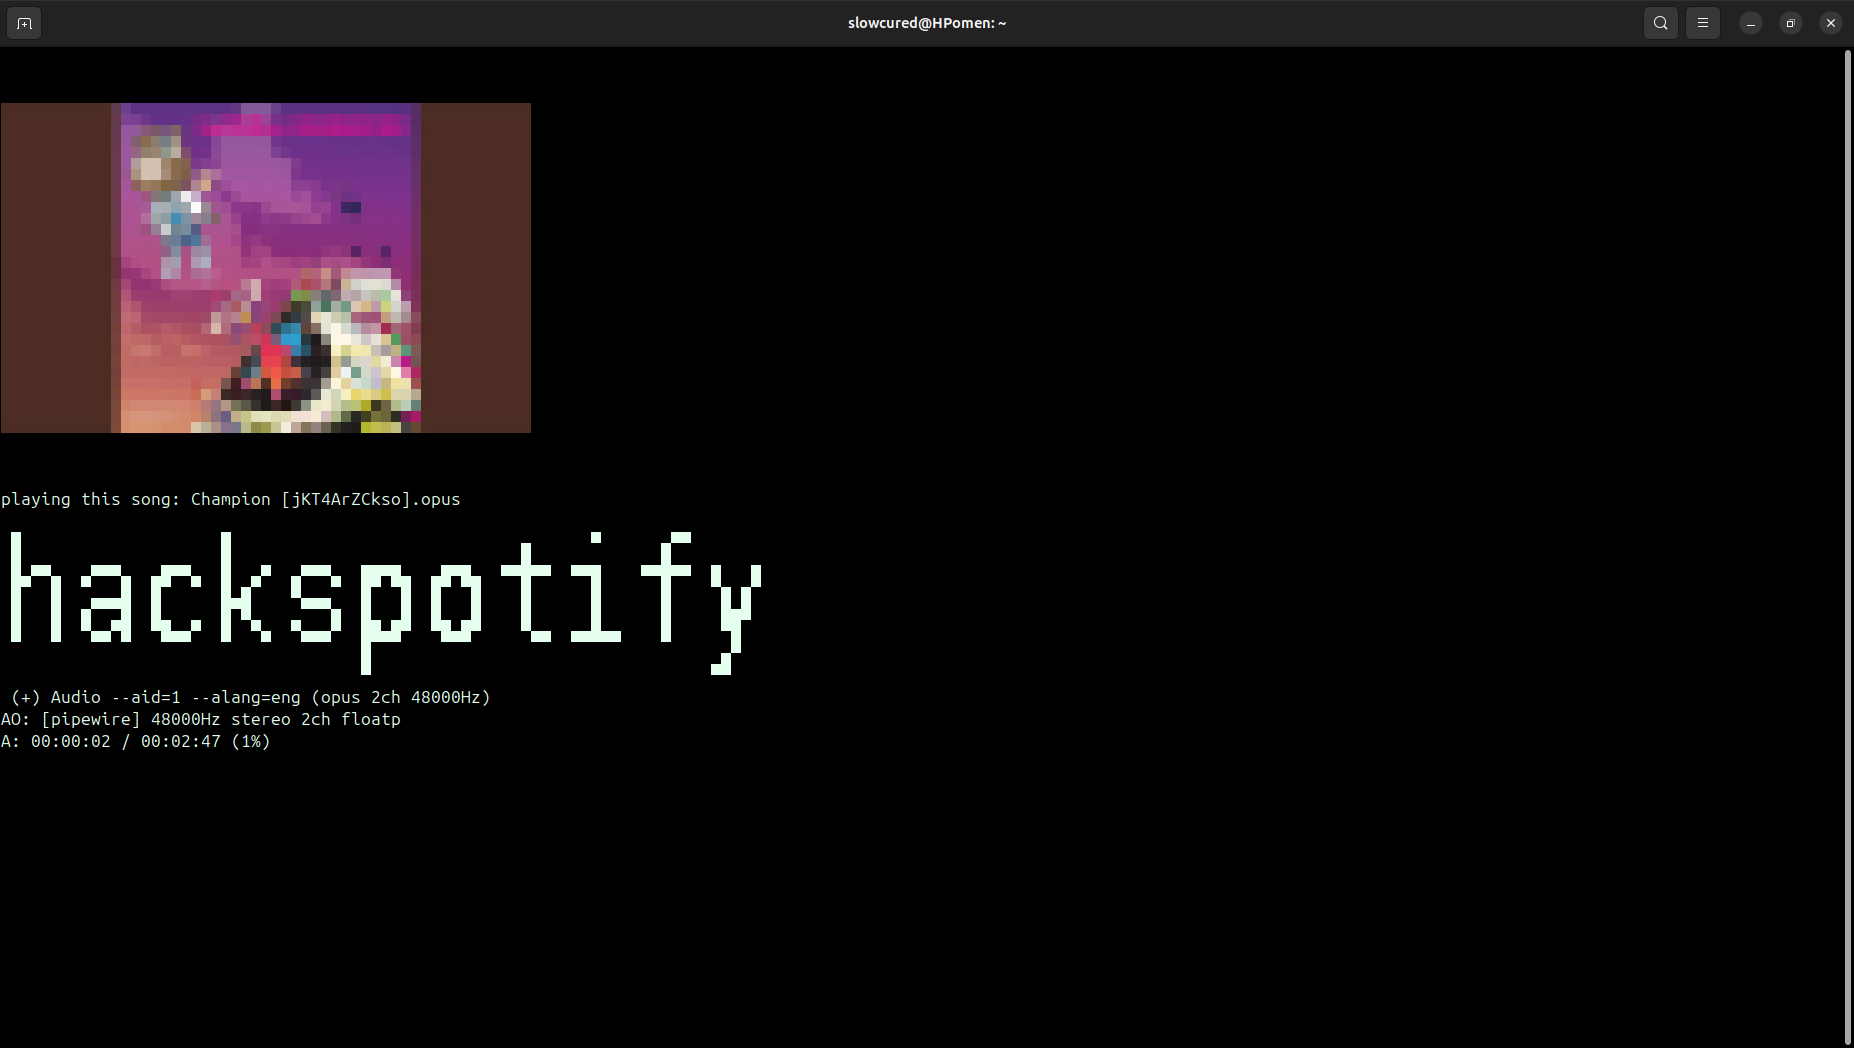 slowcured@HPomen: ~
playing this song: Champion [jKT4ArZCkso].opus
hackspotify
(+) Audio --aid=1 --alang=eng (opus 2ch 48000Hz)
AO: [pipewire] 48000Hz stereo 2ch floatp
A: 00:00:02 / 00:02:47 (1%)